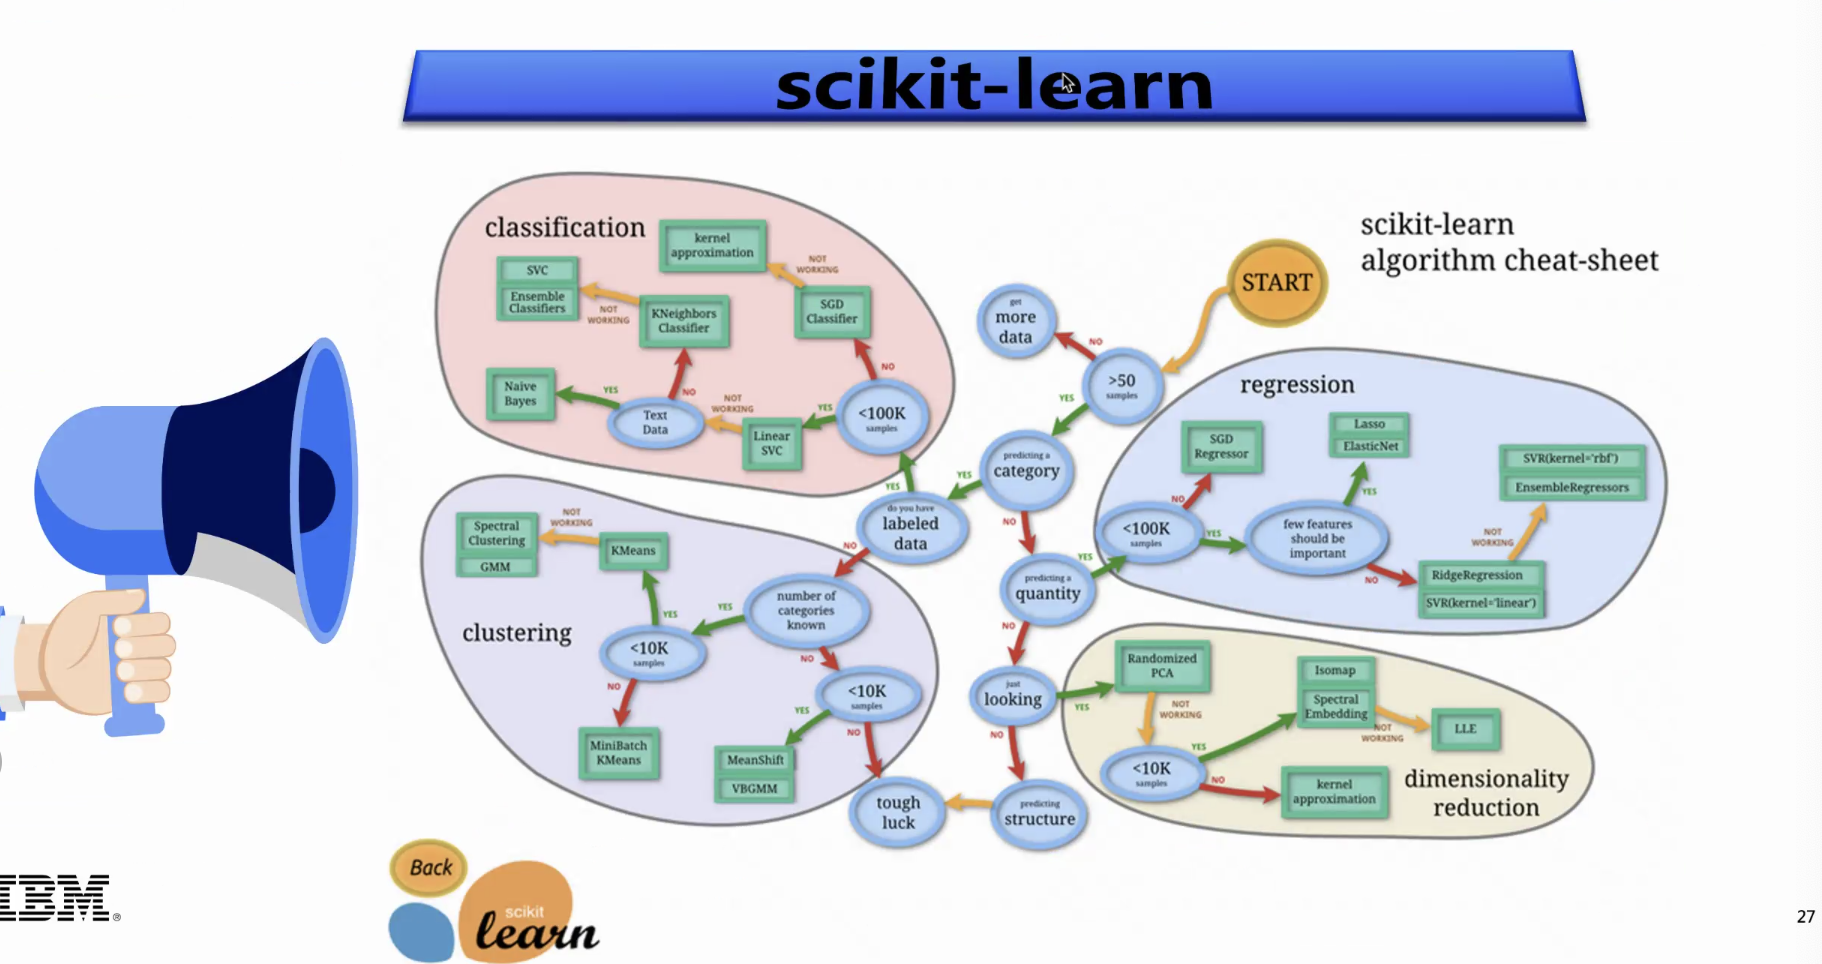 scikit-learn
scikit-learn
algorithm cheat-sheet
START
get
more
data
NO
>50
samples
YES
predicting a
category
YES
NO
do you have
labeled
data
YES
NO
predicting a
quantity
YES
NO
just
looking
YES
NO
predicting
structure
tough
luck
classification
kernel
approximation
NOT
WORKING
SGD
Classifier
NO
<100K
samples
YES
Linear
SVC
NOT
WORKING
Text
Data
YES
Naive
Bayes
NO
KNeighbors
Classifier
NOT
WORKING
SVC
Ensemble
Classifiers
regression
<100K
samples
NO
SGD
Regressor
YES
few features
should be
important
YES
Lasso
ElasticNet
NO
RidgeRegression
SVR(kernel='linear')
NOT
WORKING
SVR(kernel='rbf')
EnsembleRegressors
clustering
number of
categories
known
YES
<10K
samples
YES
KMeans
NOT
WORKING
Spectral
Clustering
GMM
NO
MiniBatch
KMeans
NO
<10K
samples
YES
MeanShift
VBGMM
NO
dimensionality
reduction
Randomized
PCA
NOT
WORKING
<10K
samples
YES
Isomap
Spectral
Embedding
NOT
WORKING
LLE
NO
kernel
approximation
Back
scikit
learn
IBM
®
27